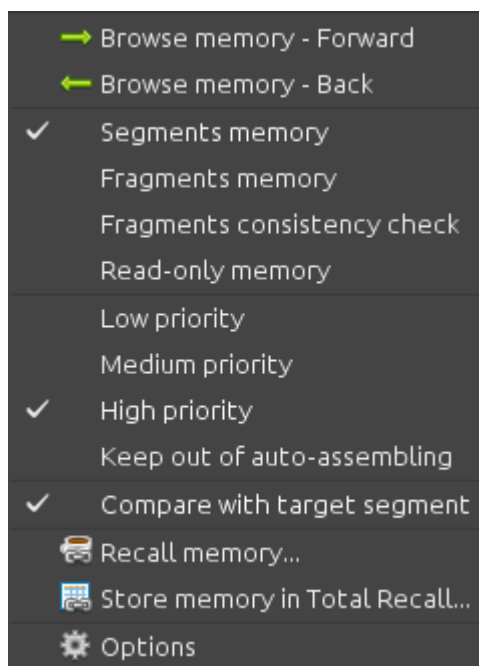 Browse memory - Forward
Browse memory - Back
Segments memory
Fragments memory
Fragments consistency check
Read-only memory
Low priority
Medium priority
High priority
Keep out of auto-assembling
Compare with target segment
Recall memory...
Store memory in Total Recall...
Options